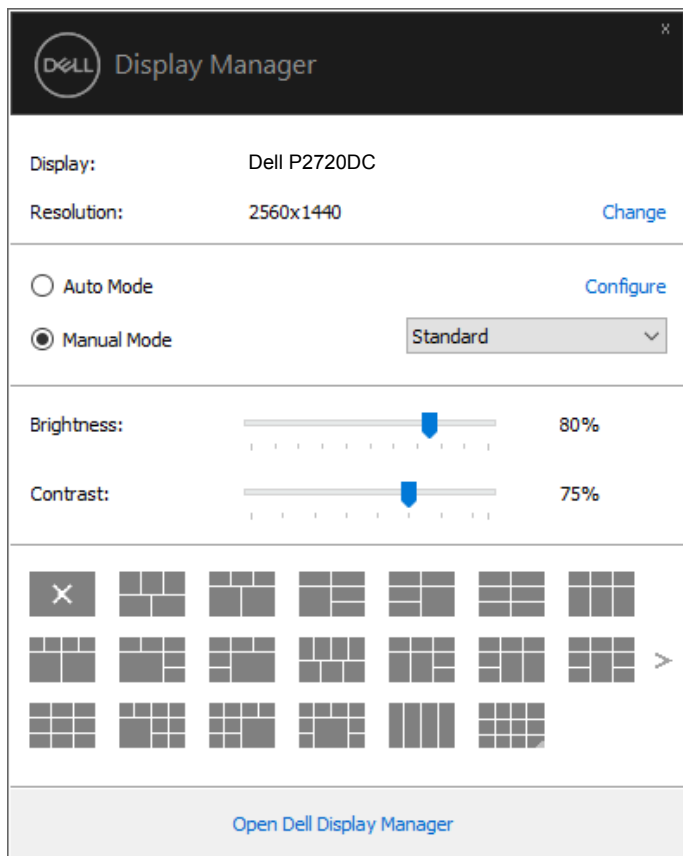 x
DELL Display Manager
Display: Dell P2720DC
Resolution: 2560x1440 Change
Auto Mode Configure
Manual Mode Standard
Brightness: 80%
Contrast: 75%
Open Dell Display Manager